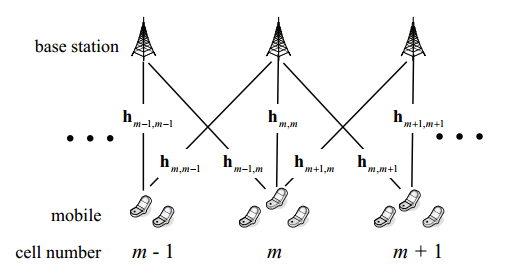 base station
h_{m−1,m−1} h_{m,m} h_{m+1,m+1}
• • • • • •
h_{m,m−1} h_{m−1,m} h_{m+1,m} h_{m,m+1}
mobile
cell number m - 1 m m + 1